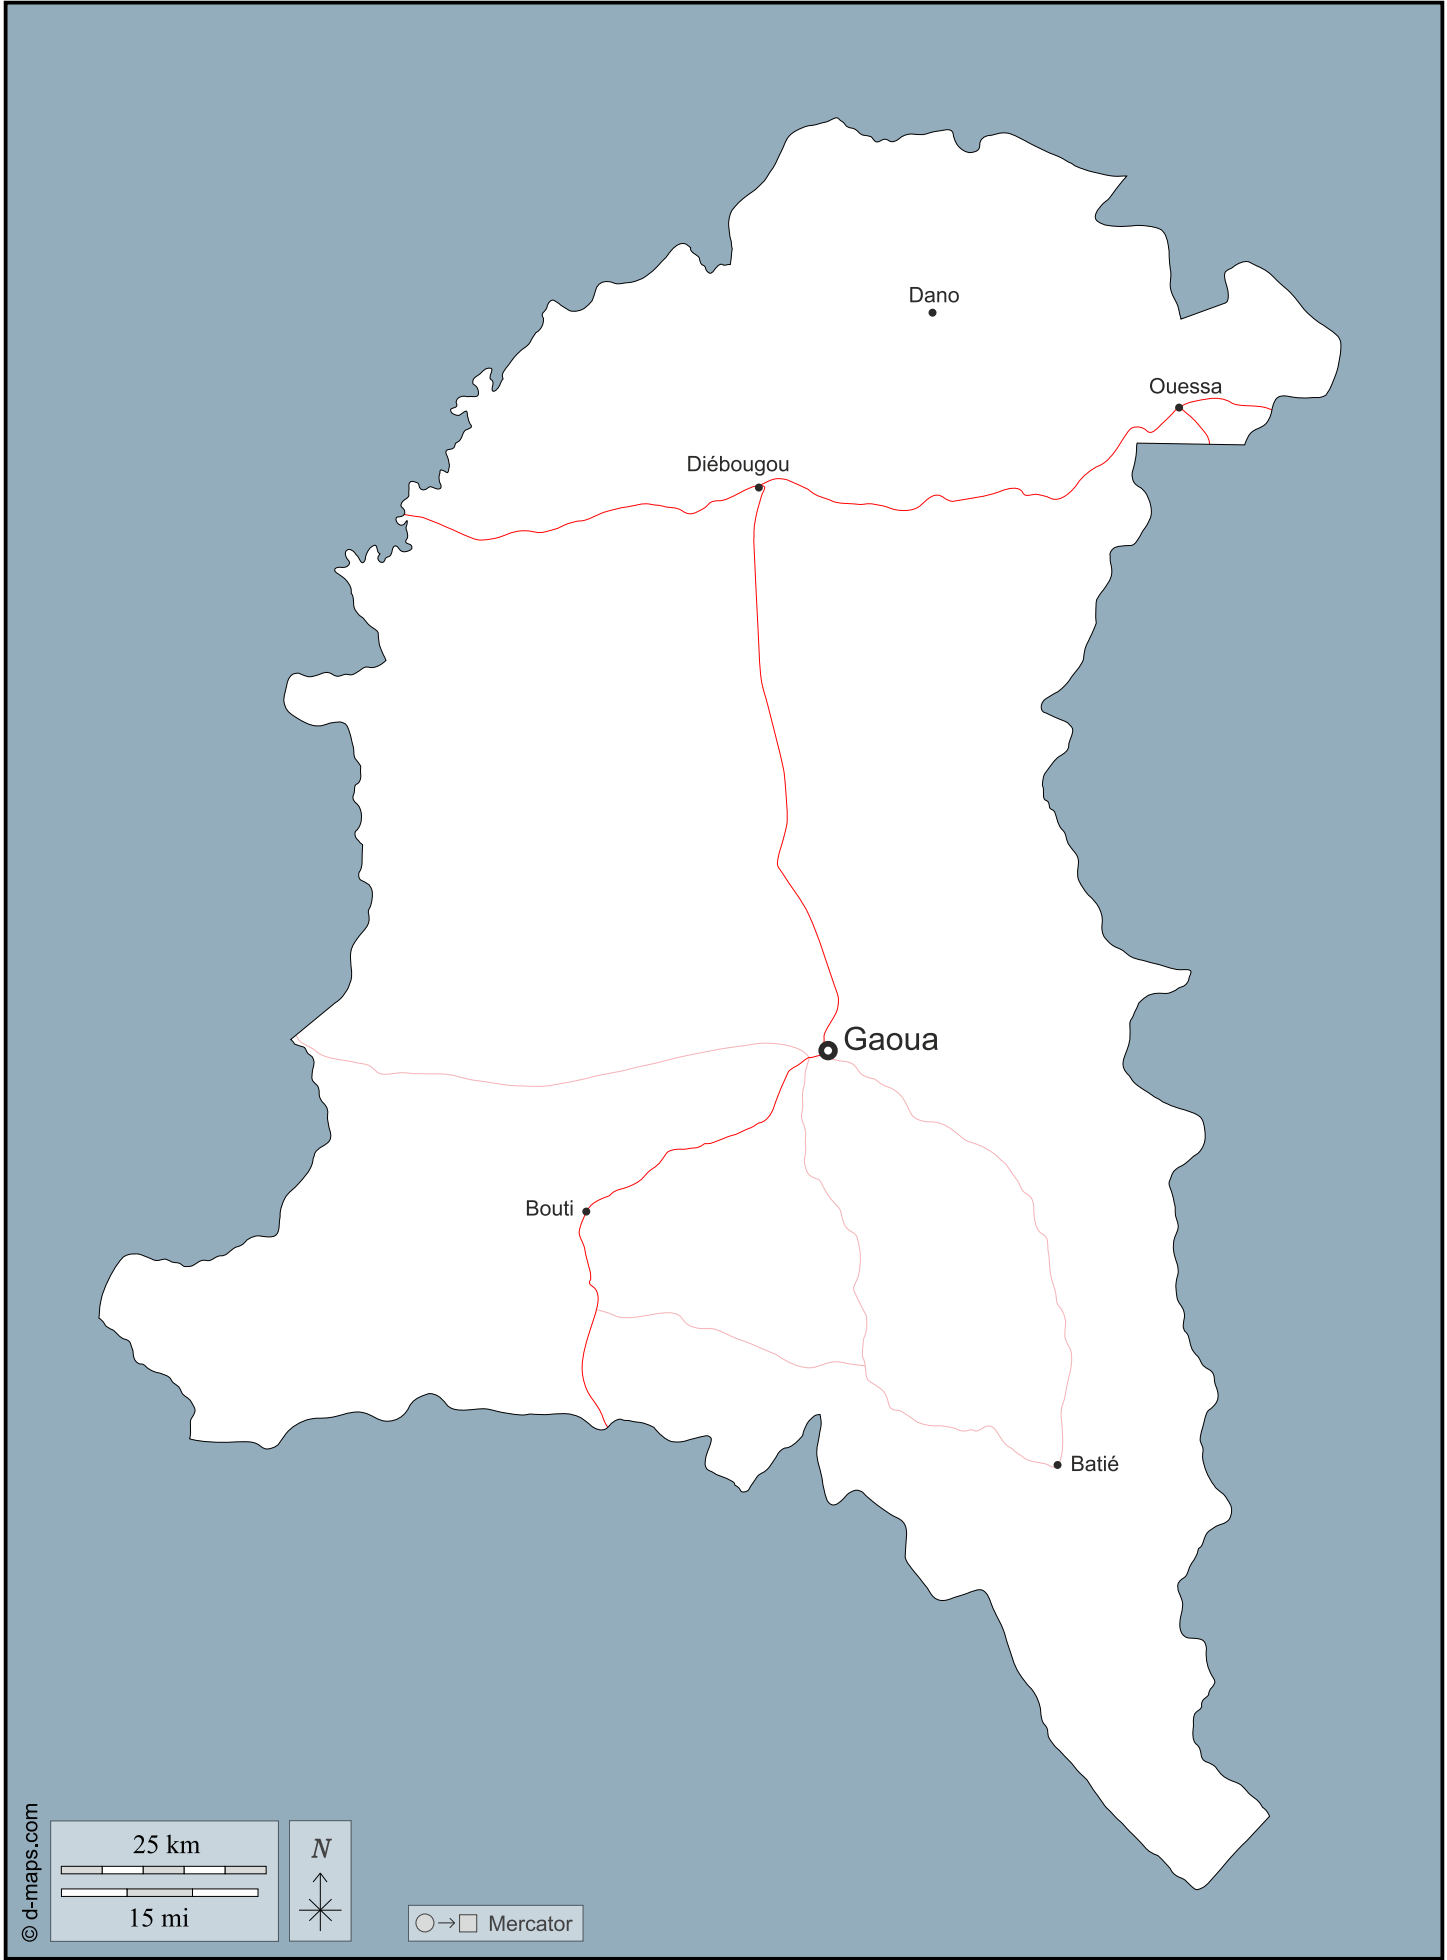 Dano
Ouessa
Diébougou
Gaoua
Bouti
Batié
25 km
15 mi
N
Mercator
© d-maps.com